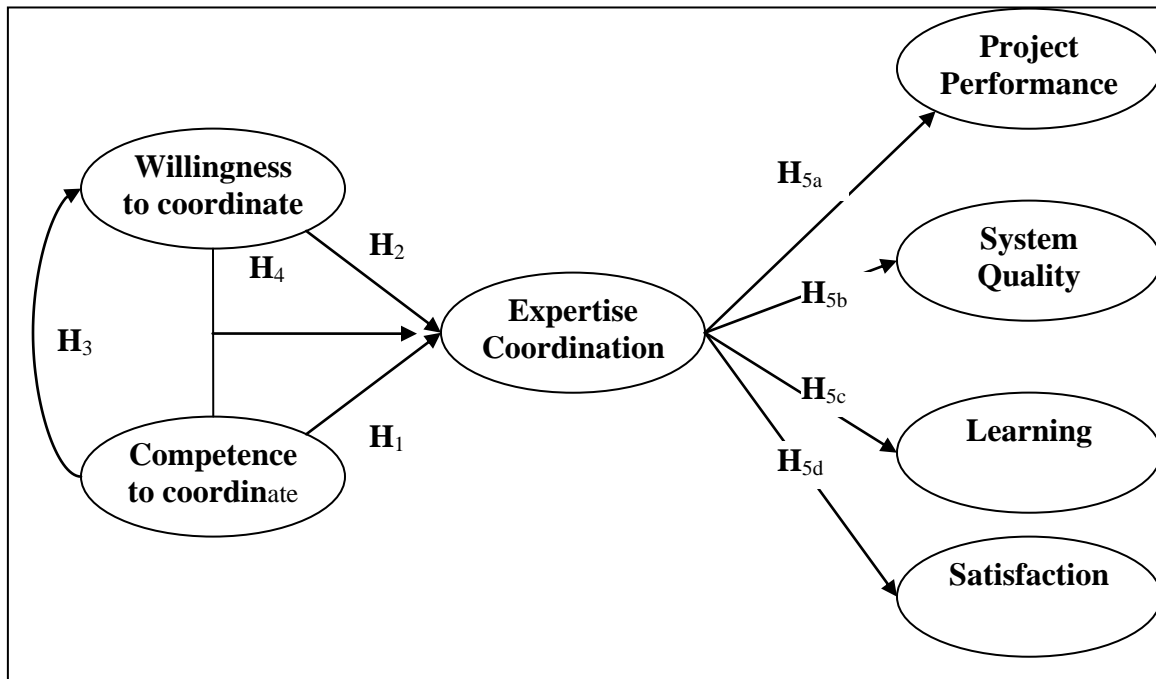 Project
Performance
Willingness
to coordinate
H5a
H2
H4
System
Quality
H5b
Expertise
Coordination
H3
H5c
H1
Learning
Competence
to coordinate
H5d
Satisfaction